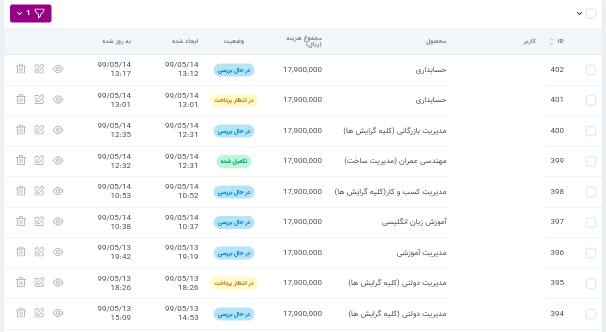 1
ID
کاربر
محصول
مجموع هزینه (ریال)
وضعیت
ایجاد شده
به روز شده
402 حسابداری 17,900,000 در حال بررسی 99/05/14 13:12 99/05/14 13:17
401 حسابداری 17,900,000 در انتظار پرداخت 99/05/14 13:01 99/05/14 13:01
400 مدیریت بازرگانی (کلیه گرایش ها) 17,900,000 در حال بررسی 99/05/14 12:31 99/05/14 12:35
399 مهندسی عمران (مدیریت ساخت) 17,900,000 تکمیل شده 99/05/14 12:31 99/05/14 12:32
398 مدیریت کسب و کار(کلیه گرایش ها) 17,900,000 در حال بررسی 99/05/14 10:52 99/05/14 10:53
397 آموزش زبان انگلیسی 17,900,000 در حال بررسی 99/05/14 10:37 99/05/14 10:38
396 مدیریت آموزشی 17,900,000 در حال بررسی 99/05/13 19:19 99/05/13 19:42
395 مدیریت دولتی (کلیه گرایش ها) 17,900,000 در انتظار پرداخت 99/05/13 18:26 99/05/13 18:26
394 مدیریت دولتی (کلیه گرایش ها) 17,900,000 در حال بررسی 99/05/13 14:53 99/05/13 15:09